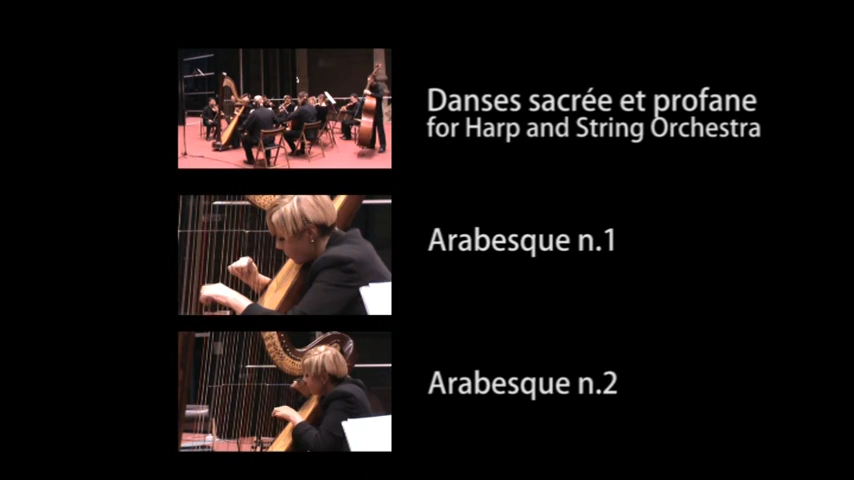 Danses sacrée et profane
for Harp and String Orchestra
Arabesque n.1
Arabesque n.2